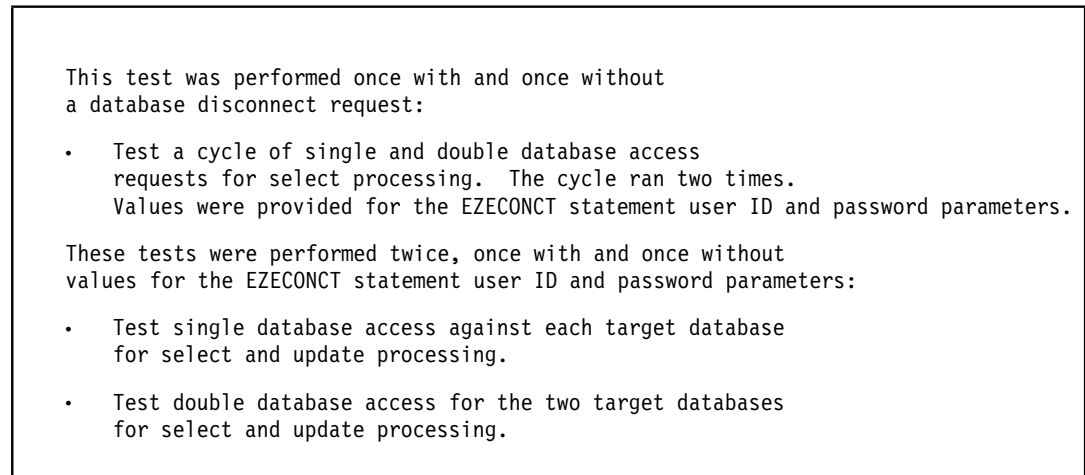 This test was performed once with and once without
a database disconnect request:
• Test a cycle of single and double database access
requests for select processing. The cycle ran two times.
Values were provided for the EZECONCT statement user ID and password parameters.
These tests were performed twice, once with and once without
values for the EZECONCT statement user ID and password parameters:
• Test single database access against each target database
for select and update processing.
• Test double database access for the two target databases
for select and update processing.